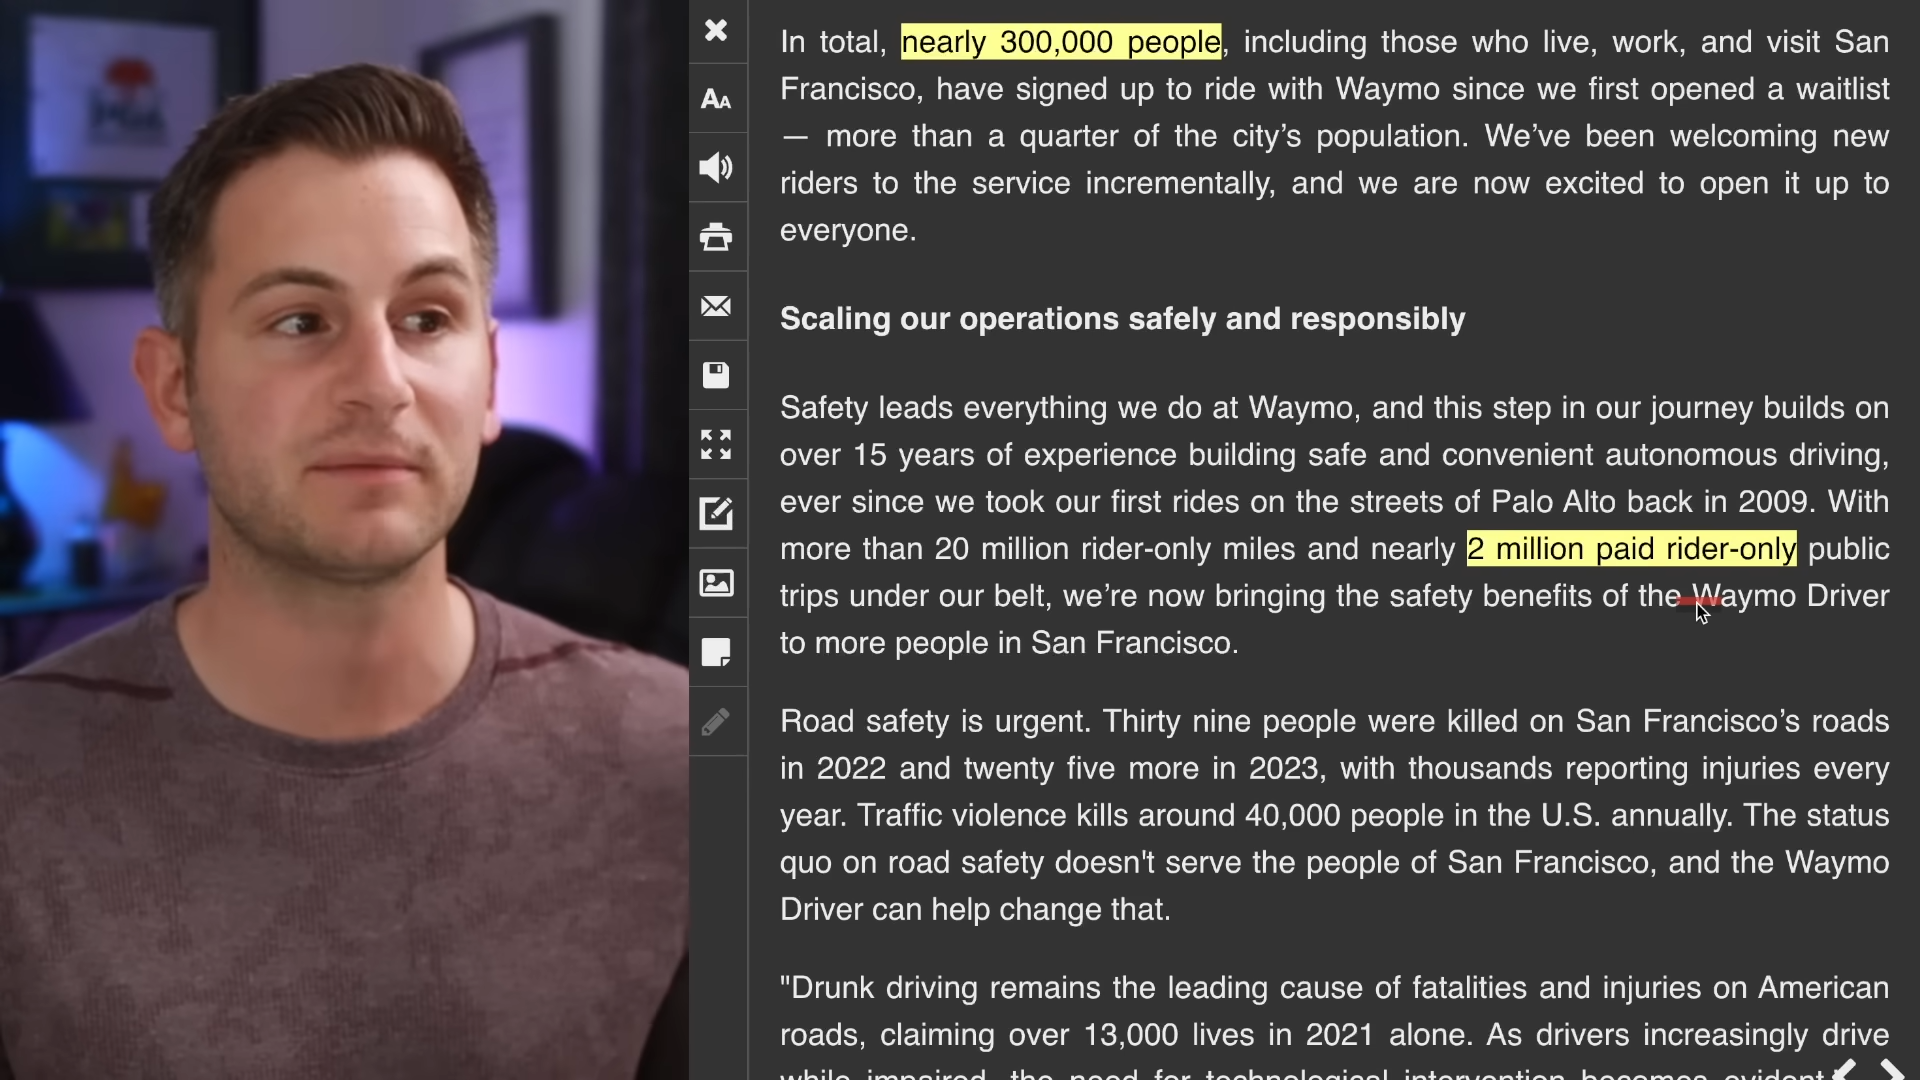 In total, nearly 300,000 people, including those who live, work, and visit San
Francisco, have signed up to ride with Waymo since we first opened a waitlist
— more than a quarter of the city’s population. We’ve been welcoming new
riders to the service incrementally, and we are now excited to open it up to
everyone.
Scaling our operations safely and responsibly
Safety leads everything we do at Waymo, and this step in our journey builds on
over 15 years of experience building safe and convenient autonomous driving,
ever since we took our first rides on the streets of Palo Alto back in 2009. With
more than 20 million rider-only miles and nearly 2 million paid rider-only public
trips under our belt, we’re now bringing the safety benefits of the Waymo Driver
to more people in San Francisco.
Road safety is urgent. Thirty nine people were killed on San Francisco’s roads
in 2022 and twenty five more in 2023, with thousands reporting injuries every
year. Traffic violence kills around 40,000 people in the U.S. annually. The status
quo on road safety doesn't serve the people of San Francisco, and the Waymo
Driver can help change that.
"Drunk driving remains the leading cause of fatalities and injuries on American
roads, claiming over 13,000 lives in 2021 alone. As drivers increasingly drive
while impaired, the need for technological intervention becomes evident